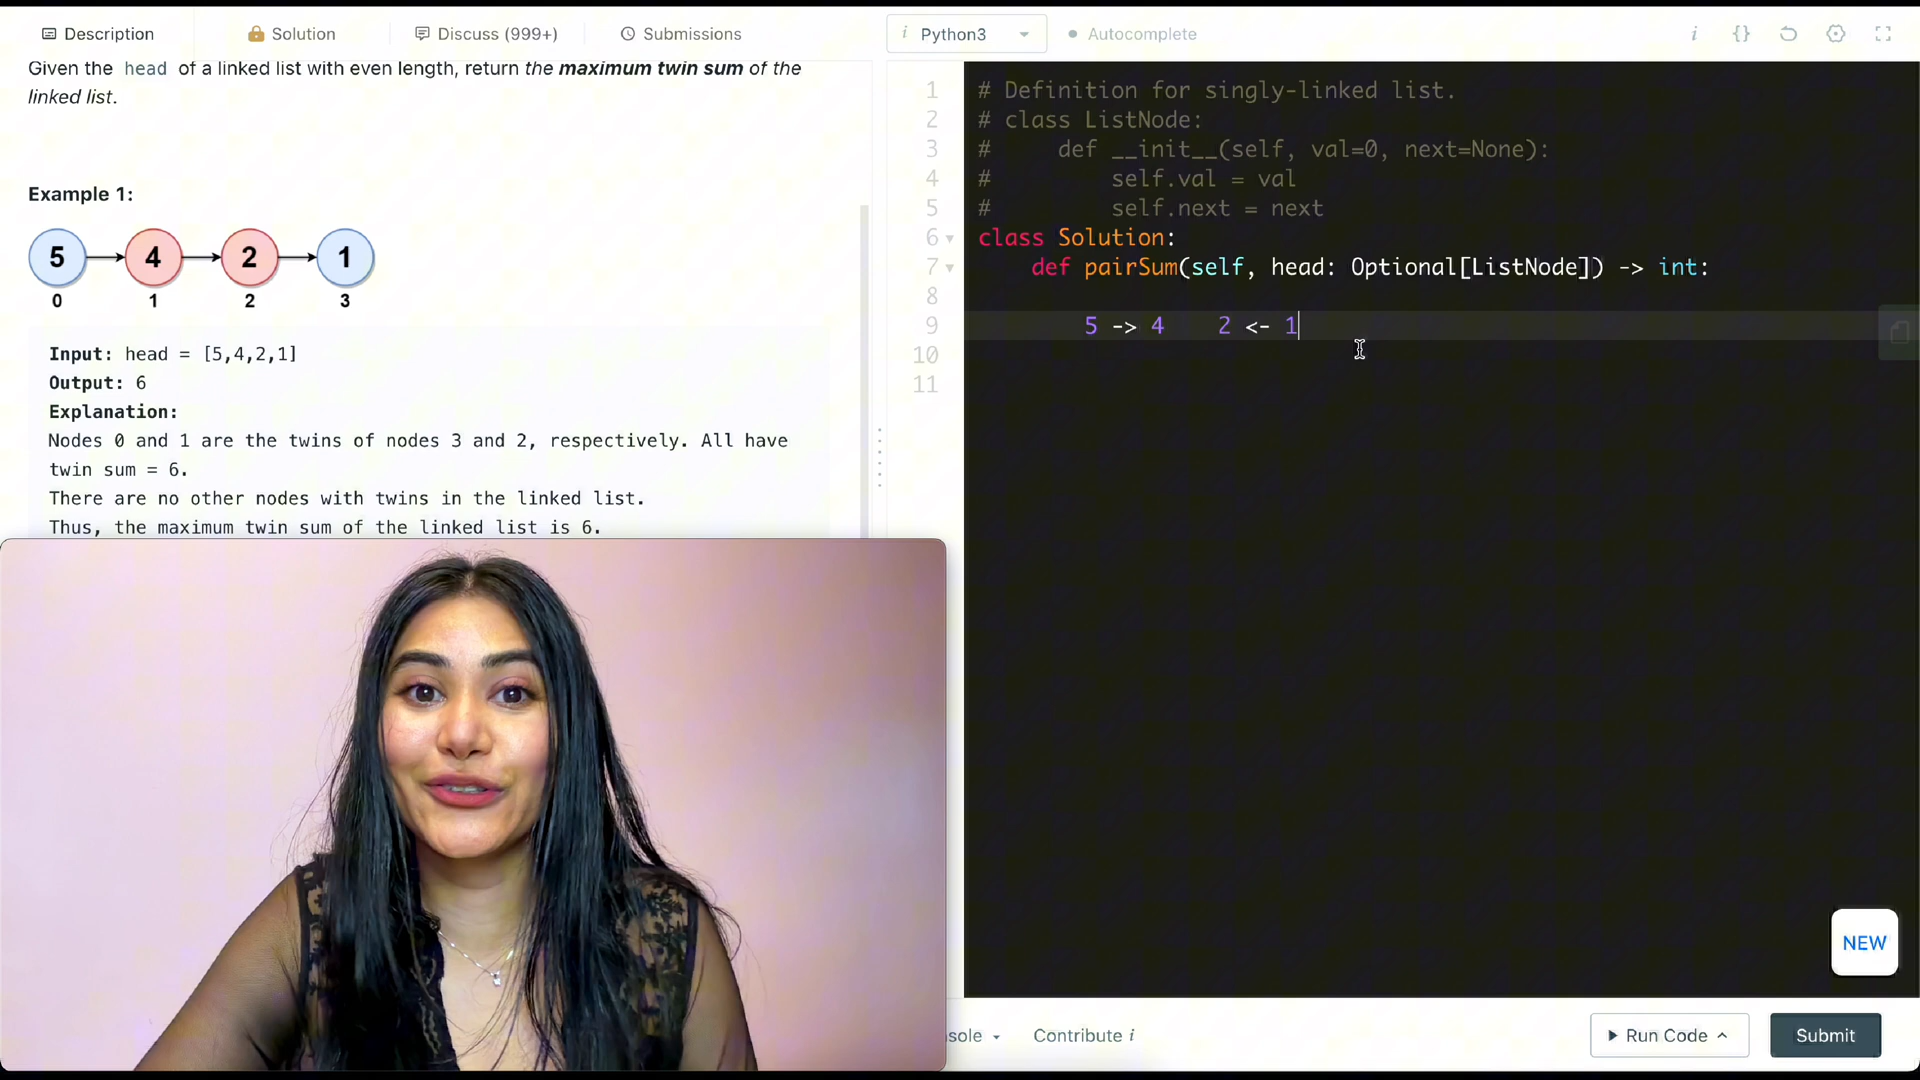 Description
Solution
Discuss (999+)
Submissions
i Python3
Autocomplete
i {}
Given the head of a linked list with even length, return the maximum twin sum of the
linked list.
Example 1:
5 4 2 1
0 1 2 3
Input: head = [5,4,2,1]
Output: 6
Explanation:
Nodes 0 and 1 are the twins of nodes 3 and 2, respectively. All have
twin sum = 6.
There are no other nodes with twins in the linked list.
Thus, the maximum twin sum of the linked list is 6.
1 # Definition for singly-linked list.
2 # class ListNode:
3 #     def __init__(self, val=0, next=None):
4 #         self.val = val
5 #         self.next = next
6 class Solution:
7     def pairSum(self, head: Optional[ListNode]) -> int:
8
9         5 -> 4    2 <- 1
10
11
NEW
sole
Contribute i
Run Code
Submit